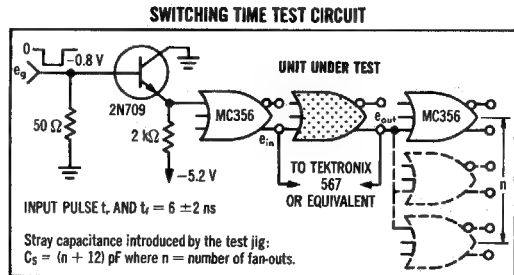 SWITCHING TIME TEST CIRCUIT
0
-0.8 V
eg
UNIT UNDER TEST
2N709
MC356
MC356
50 Ω
2 kΩ
ein
eout
n
-5.2 V
TO TEKTRONIX
567
OR EQUIVALENT
INPUT PULSE tr AND tf = 6 ±2 ns
Stray capacitance introduced by the test jig:
CS = (n + 12) pF where n = number of fan-outs.